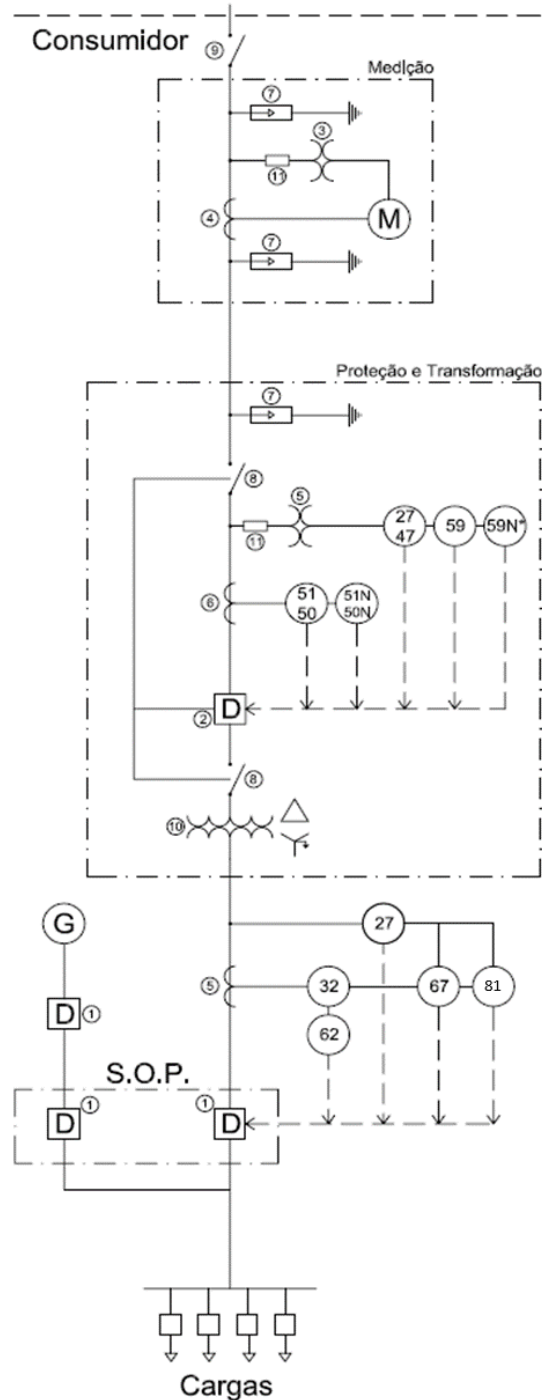 Consumidor
9
Medição
7
3
11
4
M
7
Proteção e Transformação
7
8
5
27
47
59
59N*
11
6
51
50
51N
50N
2
D
8
10
G
27
5
32
67
81
D
1
62
S.O.P.
1
1
D
D
Cargas